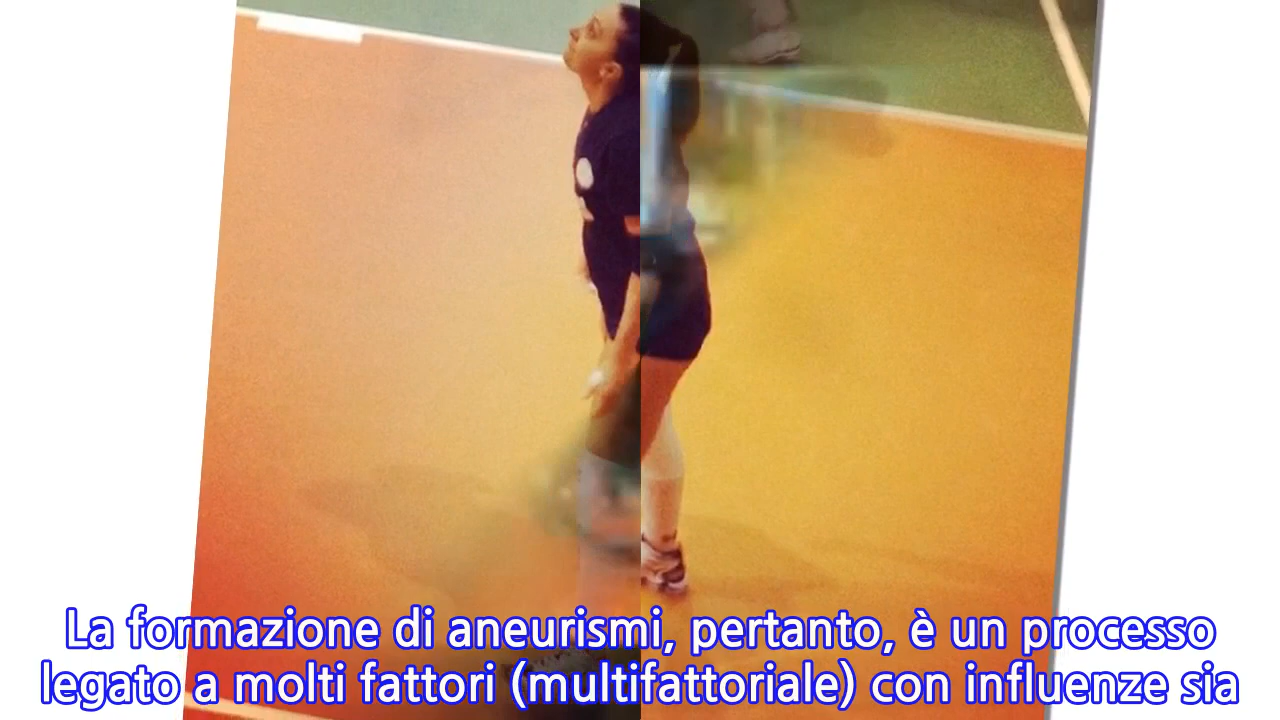 La formazione di aneurismi, pertanto, è un processo
legato a molti fattori (multifattoriale) con influenze sia